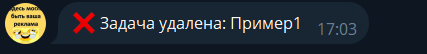 здесь могла
быть ваша
реклама
❌ Задача удалена: Пример1
17:03